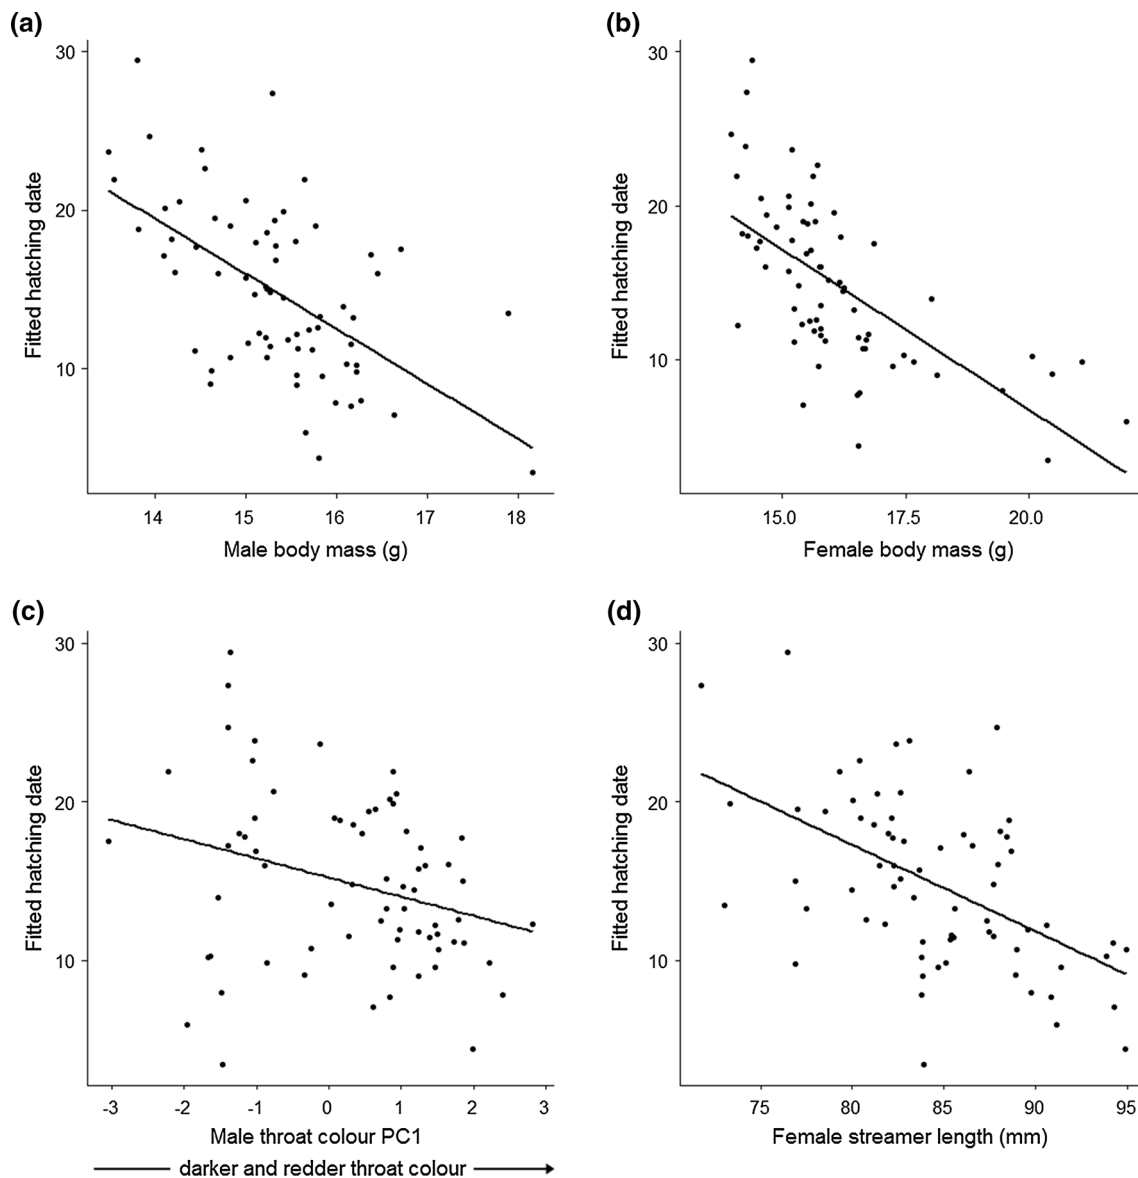 (a)
30
20
10
Fitted hatching date
14 15 16 17 18
Male body mass (g)
(b)
30
20
10
Fitted hatching date
15.0 17.5 20.0
Female body mass (g)
(c)
30
20
10
Fitted hatching date
-3 -2 -1 0 1 2 3
Male throat colour PC1
darker and redder throat colour
(d)
30
20
10
Fitted hatching date
75 80 85 90 95
Female streamer length (mm)